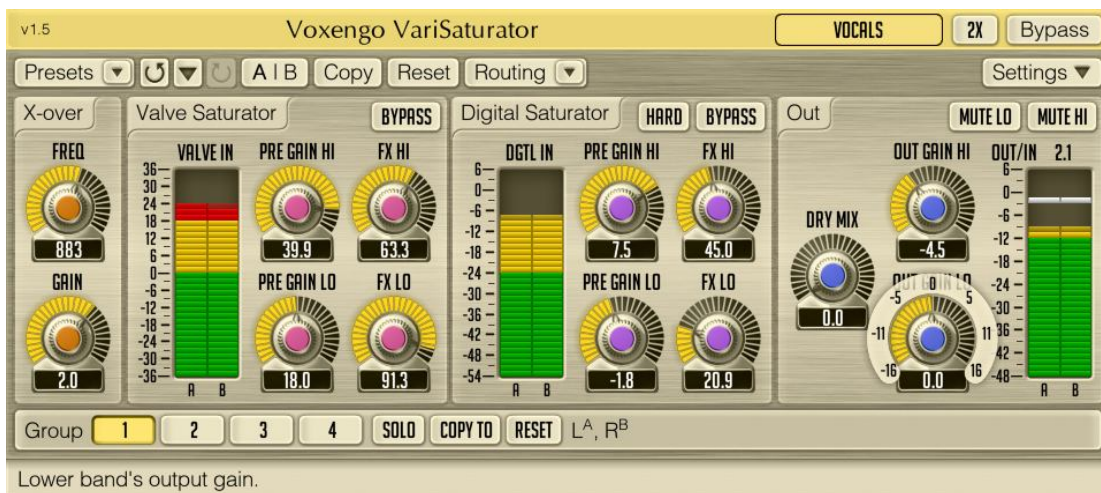 v1.5 Voxengo VariSaturator VOCALS 2X Bypass
Presets A | B Copy Reset Routing Settings
X-over Valve Saturator BYPASS Digital Saturator HARD BYPASS Out MUTE LO MUTE HI
FREQ VALVE IN PRE GAIN HI FX HI DGTL IN PRE GAIN HI FX HI OUT GAIN HI OUT/IN 2.1
36 6 6
30 0 0
24 -6 -6
18 -12 -12
12 -18 -18
6 -24 -24
0 -30 -30
-6 -36 36
-12 -42 42
-18 -48 -48
-24 -54
-30
-36
883 39.9 63.3 7.5 45.0 DRY MIX -4.5
GAIN PRE GAIN LO FX LO PRE GAIN LO FX LO OUT GAIN LO
-5 0 5
-11 11
-16 16
2.0 18.0 91.3 -1.8 20.9 0.0 0.0
A B A B A B
Group 1 2 3 4 SOLO COPY TO RESET L^A, R^B
Lower band's output gain.